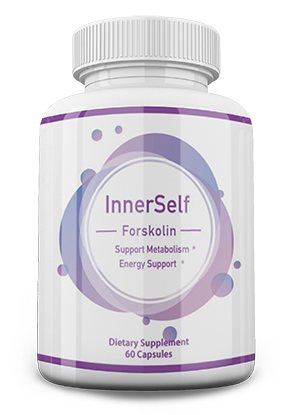 InnerSelf
Forskolin
Support Metabolism *
Energy Support *
Dietary Supplement
60 Capsules